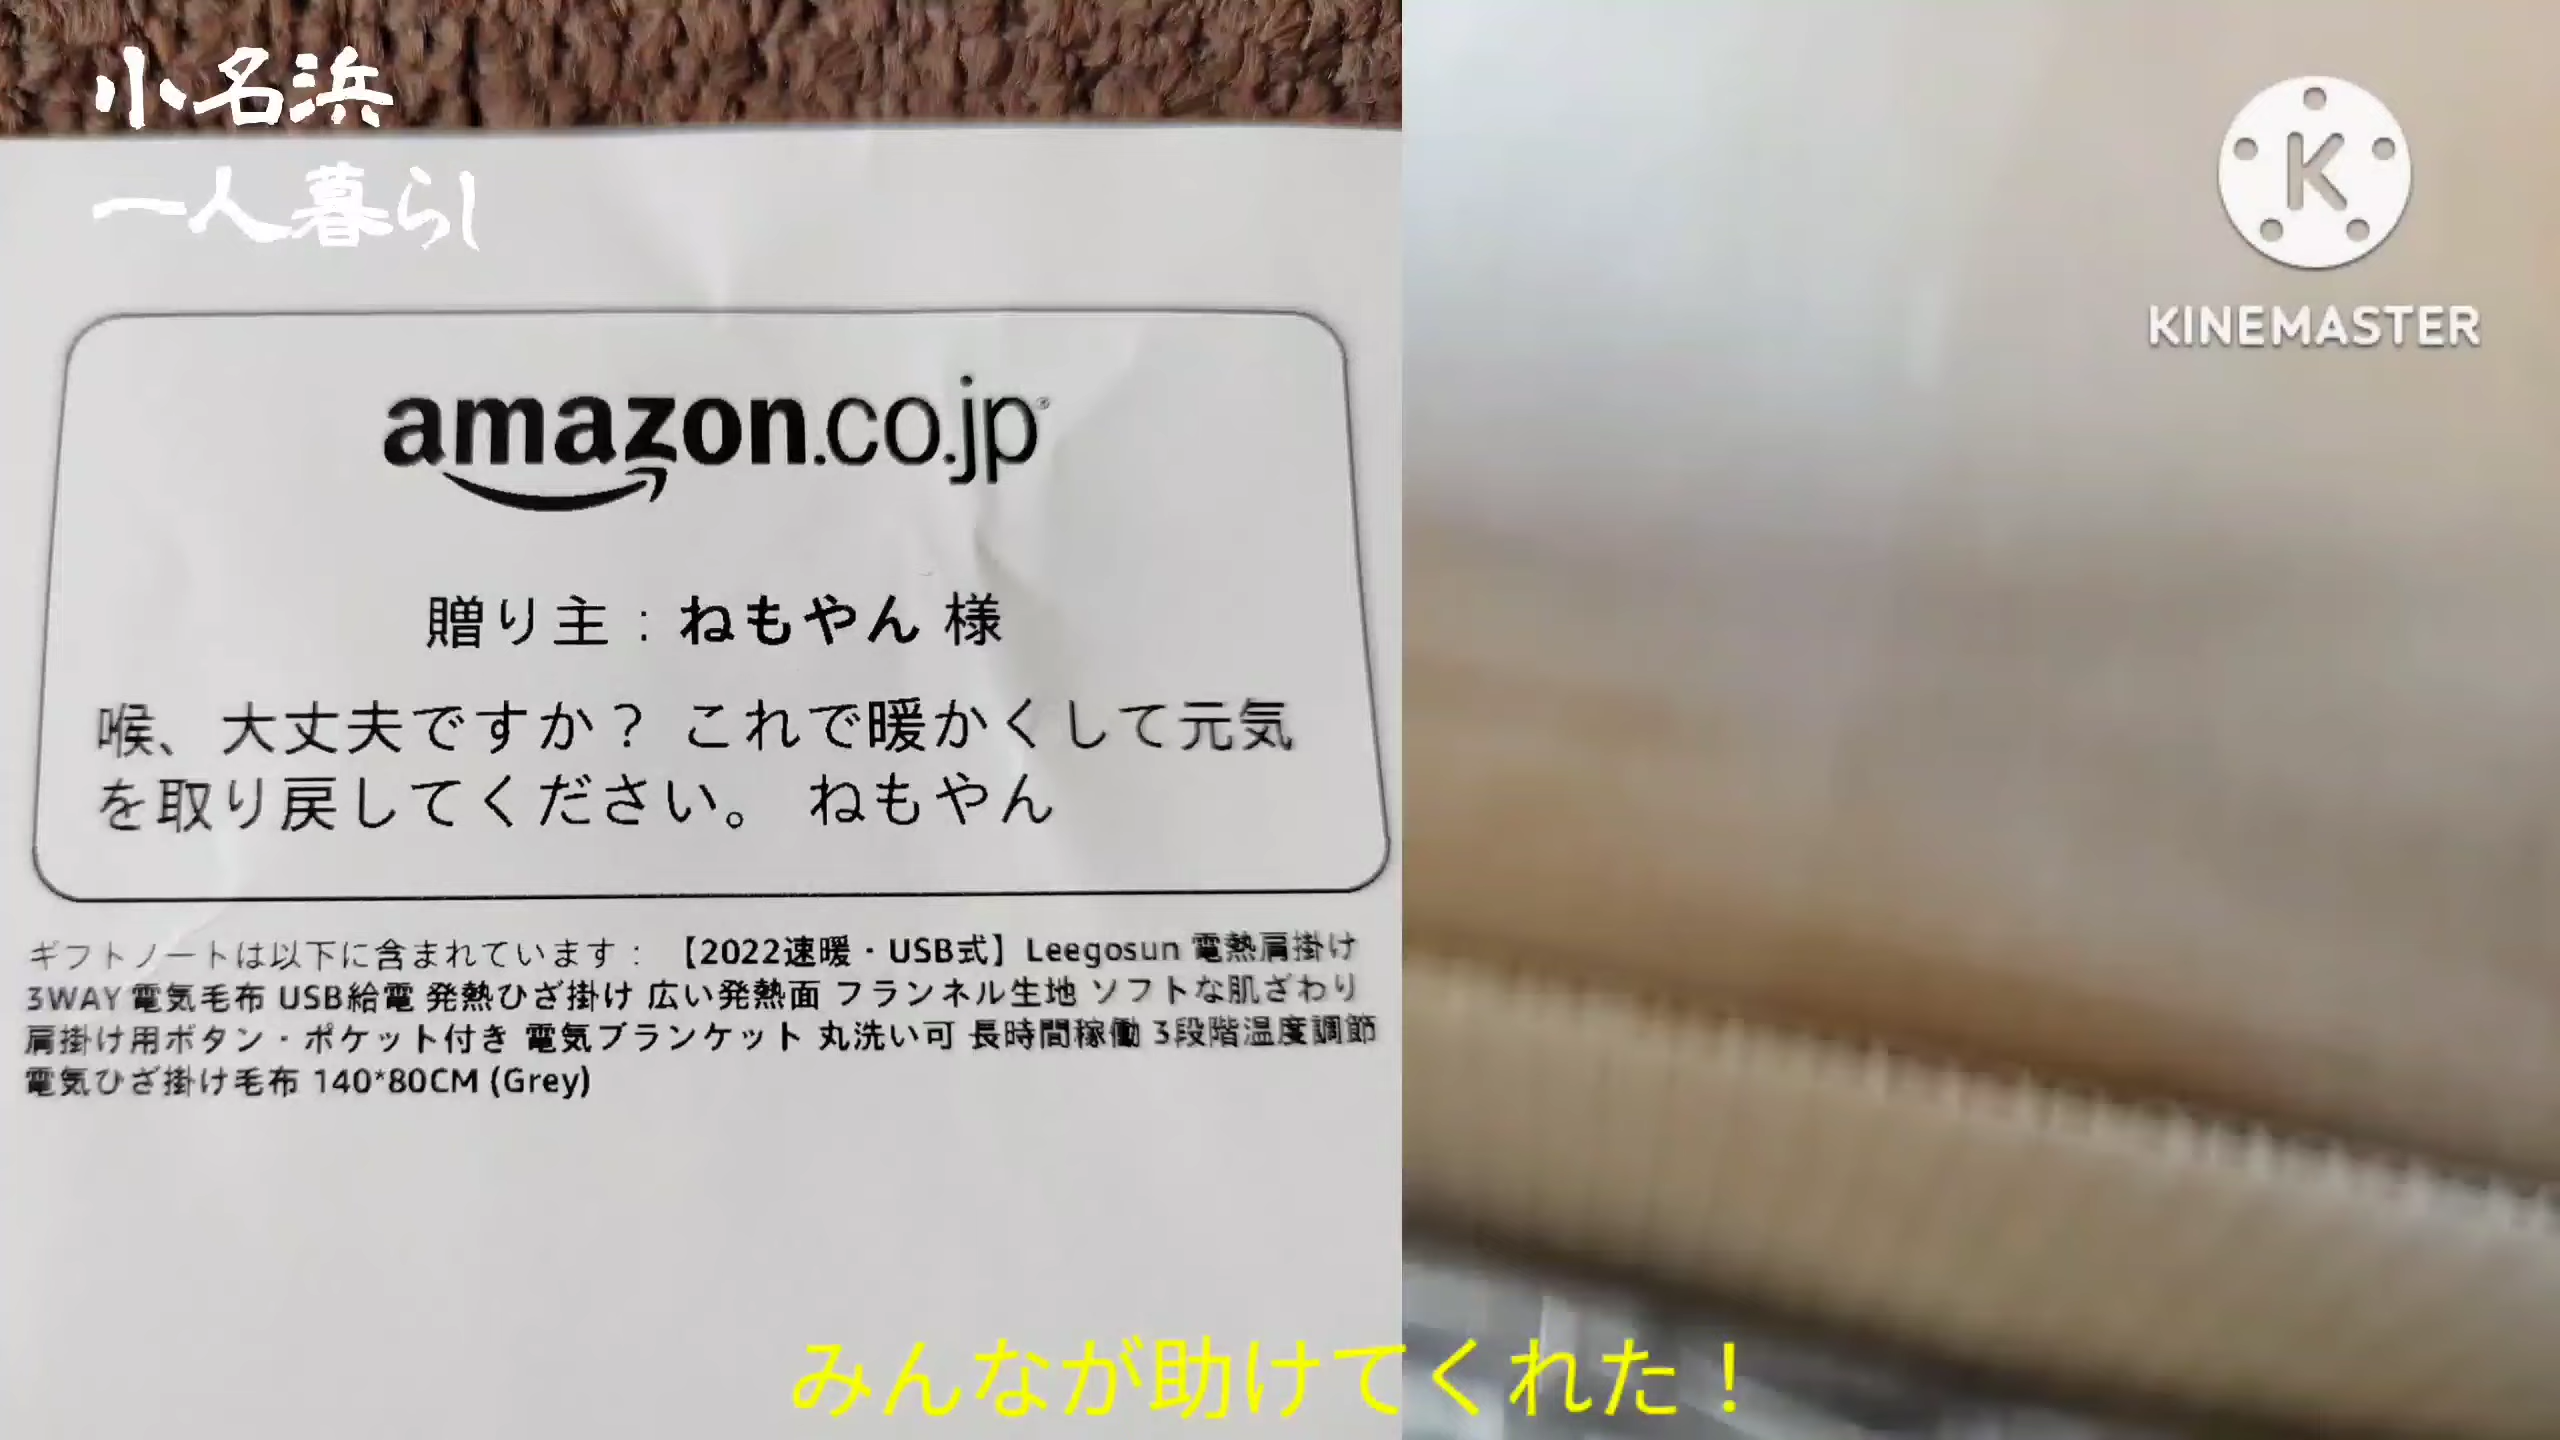 小名浜
一人暮らし
K
KINEMASTER
amazon.co.jp
贈り主：ねもやん 様
喉、大丈夫ですか？ これで暖かくして元気
を取り戻してください。 ねもやん
ギフトノートは以下に含まれています： 【2022速暖・USB式】Leegosun 電熱肩掛け
3WAY 電気毛布 USB給電 発熱ひざ掛け 広い発熱面 フランネル生地 ソフトな肌ざわり
肩掛け用ボタン・ポケット付き 電気ブランケット 丸洗い可 長時間稼働 3段階温度調節
電気ひざ掛け毛布 140*80CM (Grey)
みんなが助けてくれた！